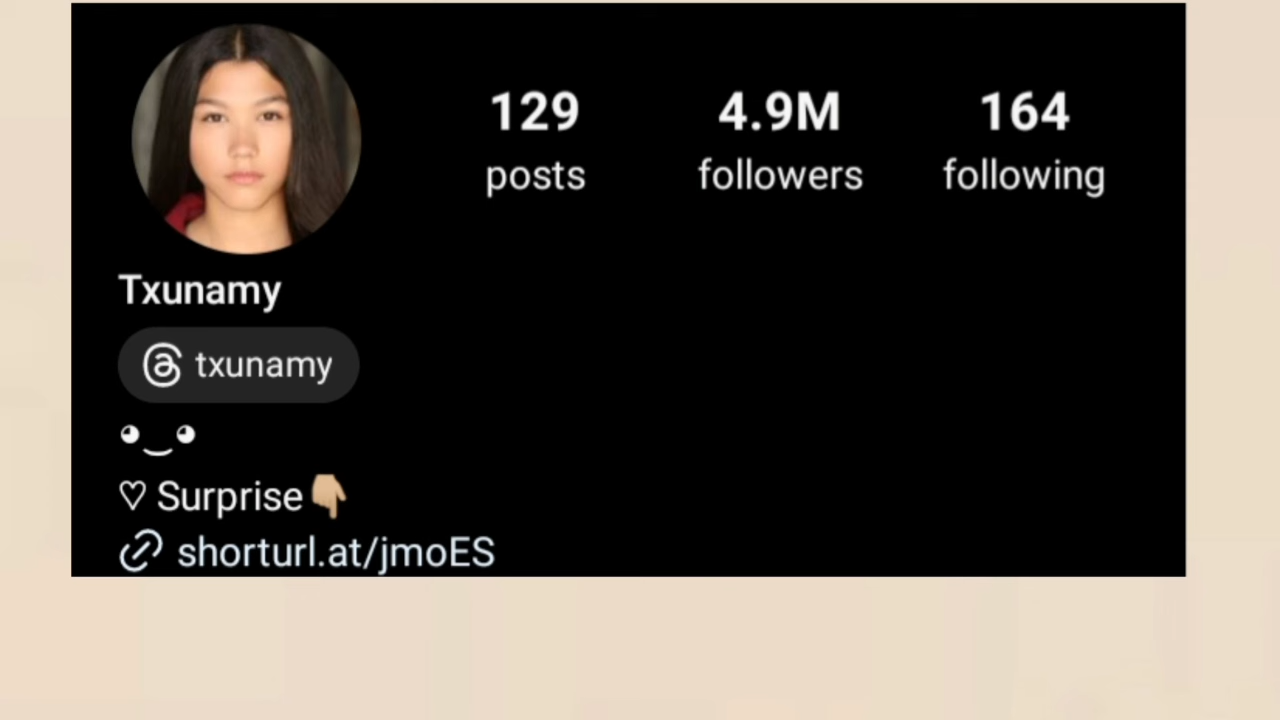 129 4.9M 164
posts followers following
Txunamy
txunamy
◕‿◕
♡ Surprise👇🏼
shorturl.at/jmoES